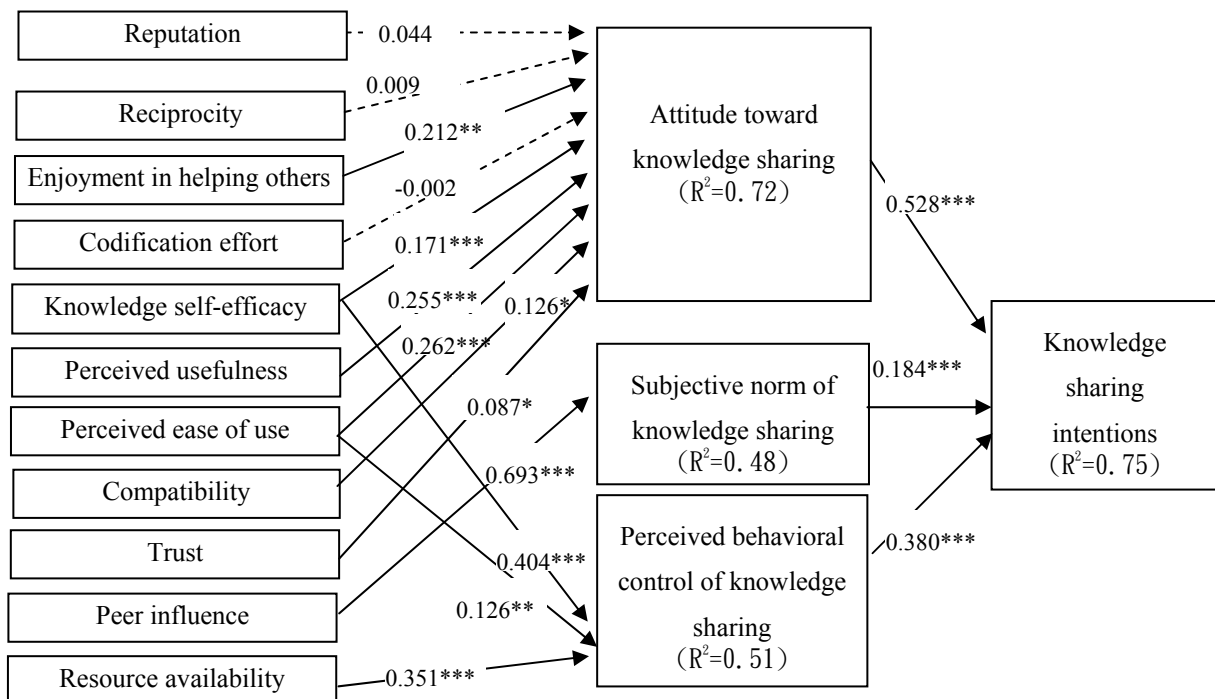 Reputation
0.044
Reciprocity
0.009
Enjoyment in helping others
0.212**
Codification effort
-0.002
Knowledge self-efficacy
0.171***
Perceived usefulness
0.255***
Perceived ease of use
0.262***
Compatibility
0.126*
Trust
0.087*
Peer influence
0.693***
Resource availability
0.404***
0.126**
0.351***
Attitude toward
knowledge sharing
(R²=0.72)
Subjective norm of
knowledge sharing
(R²=0.48)
Perceived behavioral
control of knowledge
sharing
(R²=0.51)
0.528***
0.184***
0.380***
Knowledge
sharing
intentions
(R²=0.75)